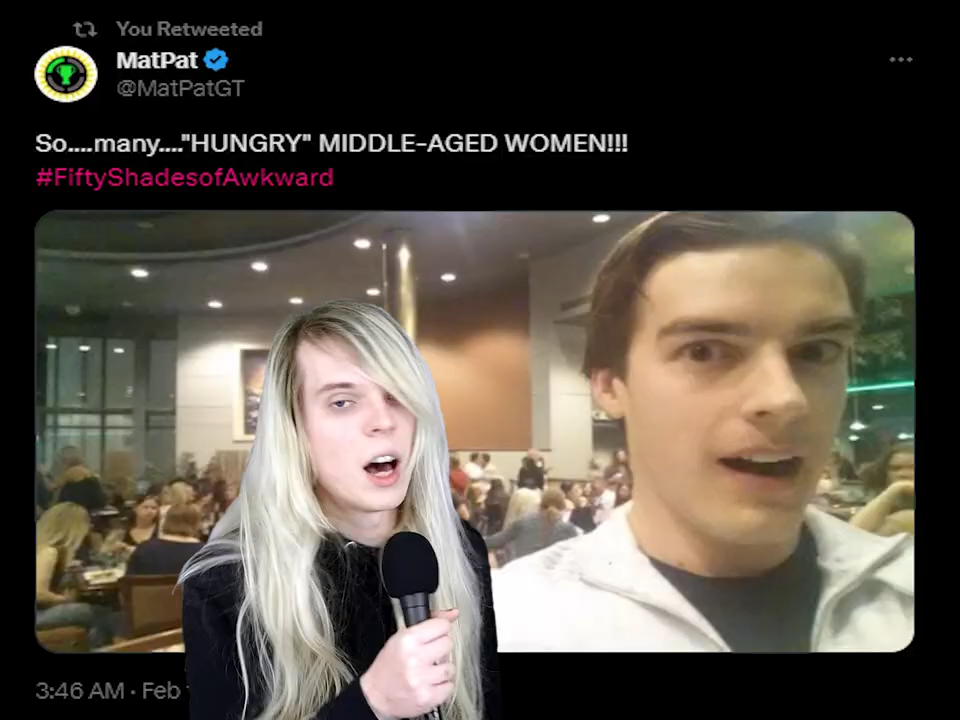 You Retweeted
MatPat
@MatPatGT
So....many...."HUNGRY" MIDDLE-AGED WOMEN!!!
#FiftyShadesofAwkward
3:46 AM · Feb